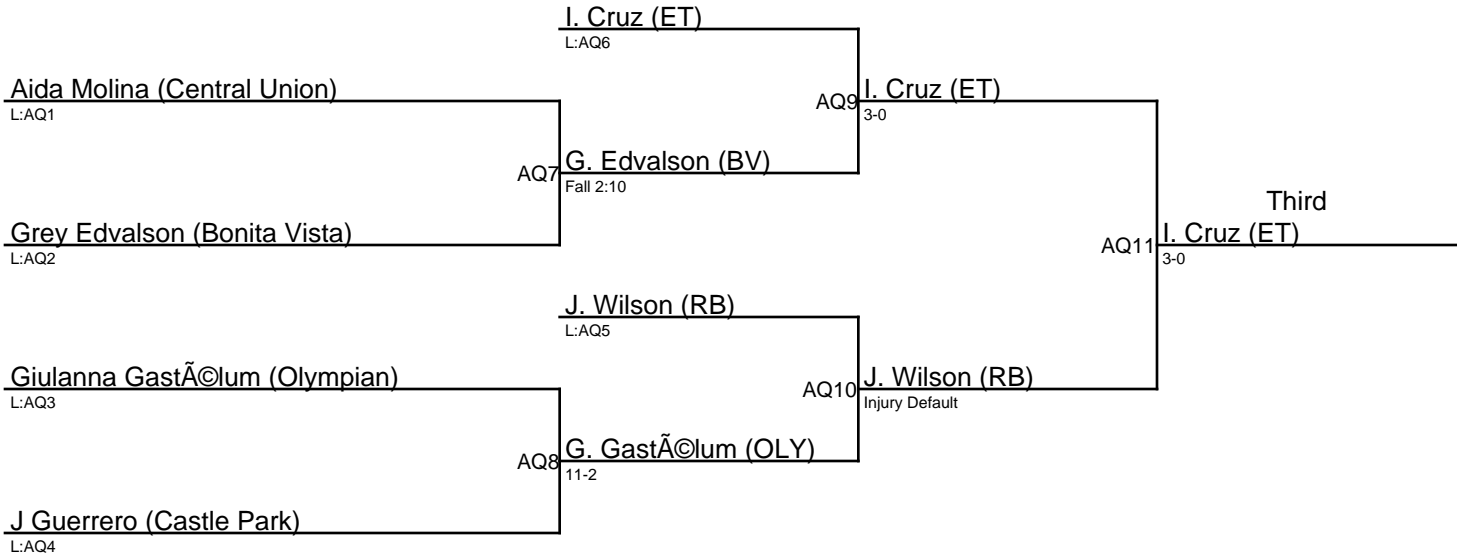 I. Cruz (ET)
L:AQ6
Aida Molina (Central Union)
L:AQ1
AQ9
I. Cruz (ET)
3-0
AQ7
G. Edvalson (BV)
Fall 2:10
Third
Grey Edvalson (Bonita Vista)
L:AQ2
AQ11
I. Cruz (ET)
3-0
J. Wilson (RB)
L:AQ5
Giulanna GastÃ©lum (Olympian)
L:AQ3
AQ10
J. Wilson (RB)
Injury Default
AQ8
G. GastÃ©lum (OLY)
11-2
J Guerrero (Castle Park)
L:AQ4